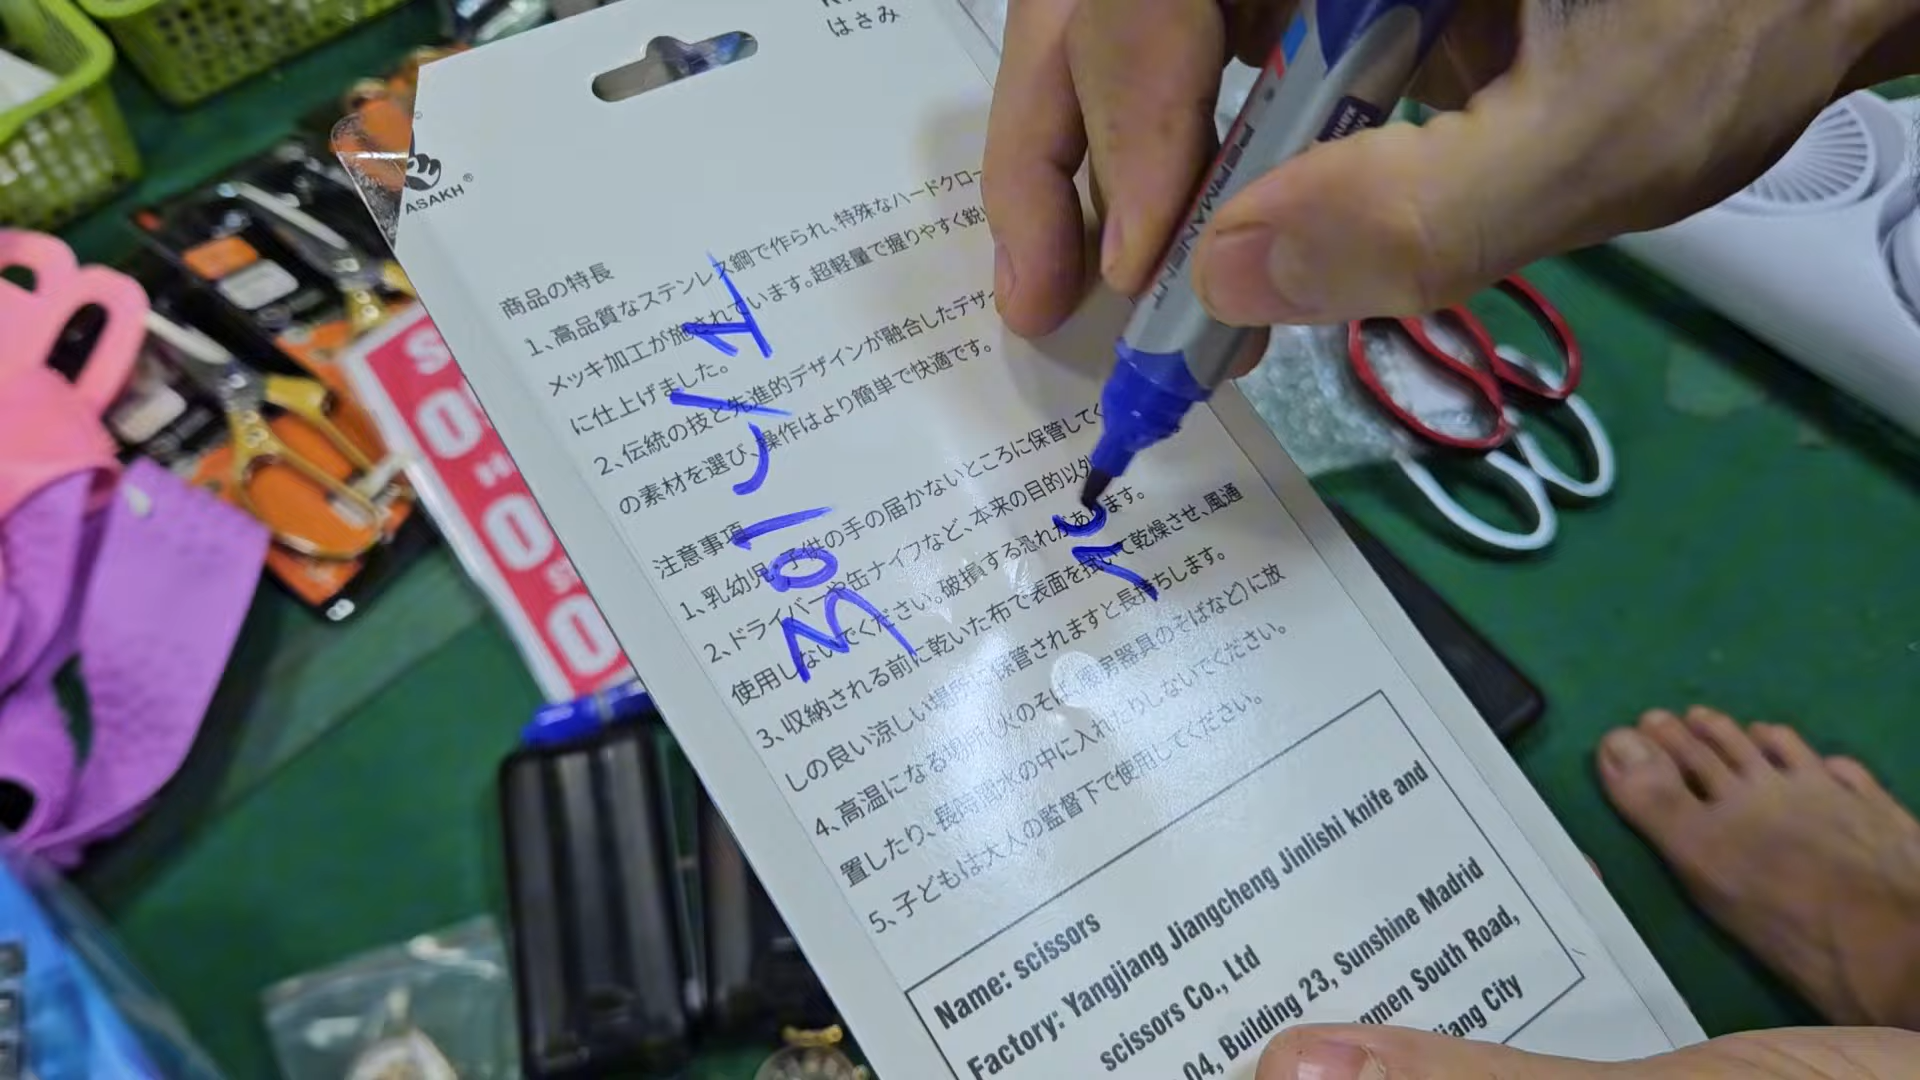 はさみ
ASAKH®
商品の特長
1、高品質なステンレス鋼で作られ、特殊なハードクロー
メッキ加工が施されています。超軽量で握りやすく鋭
に仕上げました。
2、伝統の技と先進的デザインが融合したデザ
の素材を選び、操作はより簡単で快適です。
注意事項
1、乳幼児、子供の手の届かないところに保管してく
2、ドライバーや缶ナイフなど、本来の目的以外
使用しないでください。破損する恐れがあります。
3、収納される前に乾いた布で表面を拭いて乾燥させ、風通
しの良い涼しい場所に保管されますと長持ちします。
4、高温になる場所(火のそば、暖房器具のそばなど)に放
置したり、長時間水の中に入れたりしないでください。
5、子どもは大人の監督下で使用してください。
Name: scissors
Factory: Yangjiang Jiangcheng Jinlishi knife and
scissors Co., Ltd
04, Building 23, Sunshine Madrid
gmen South Road,
jiang City
PERMANENT